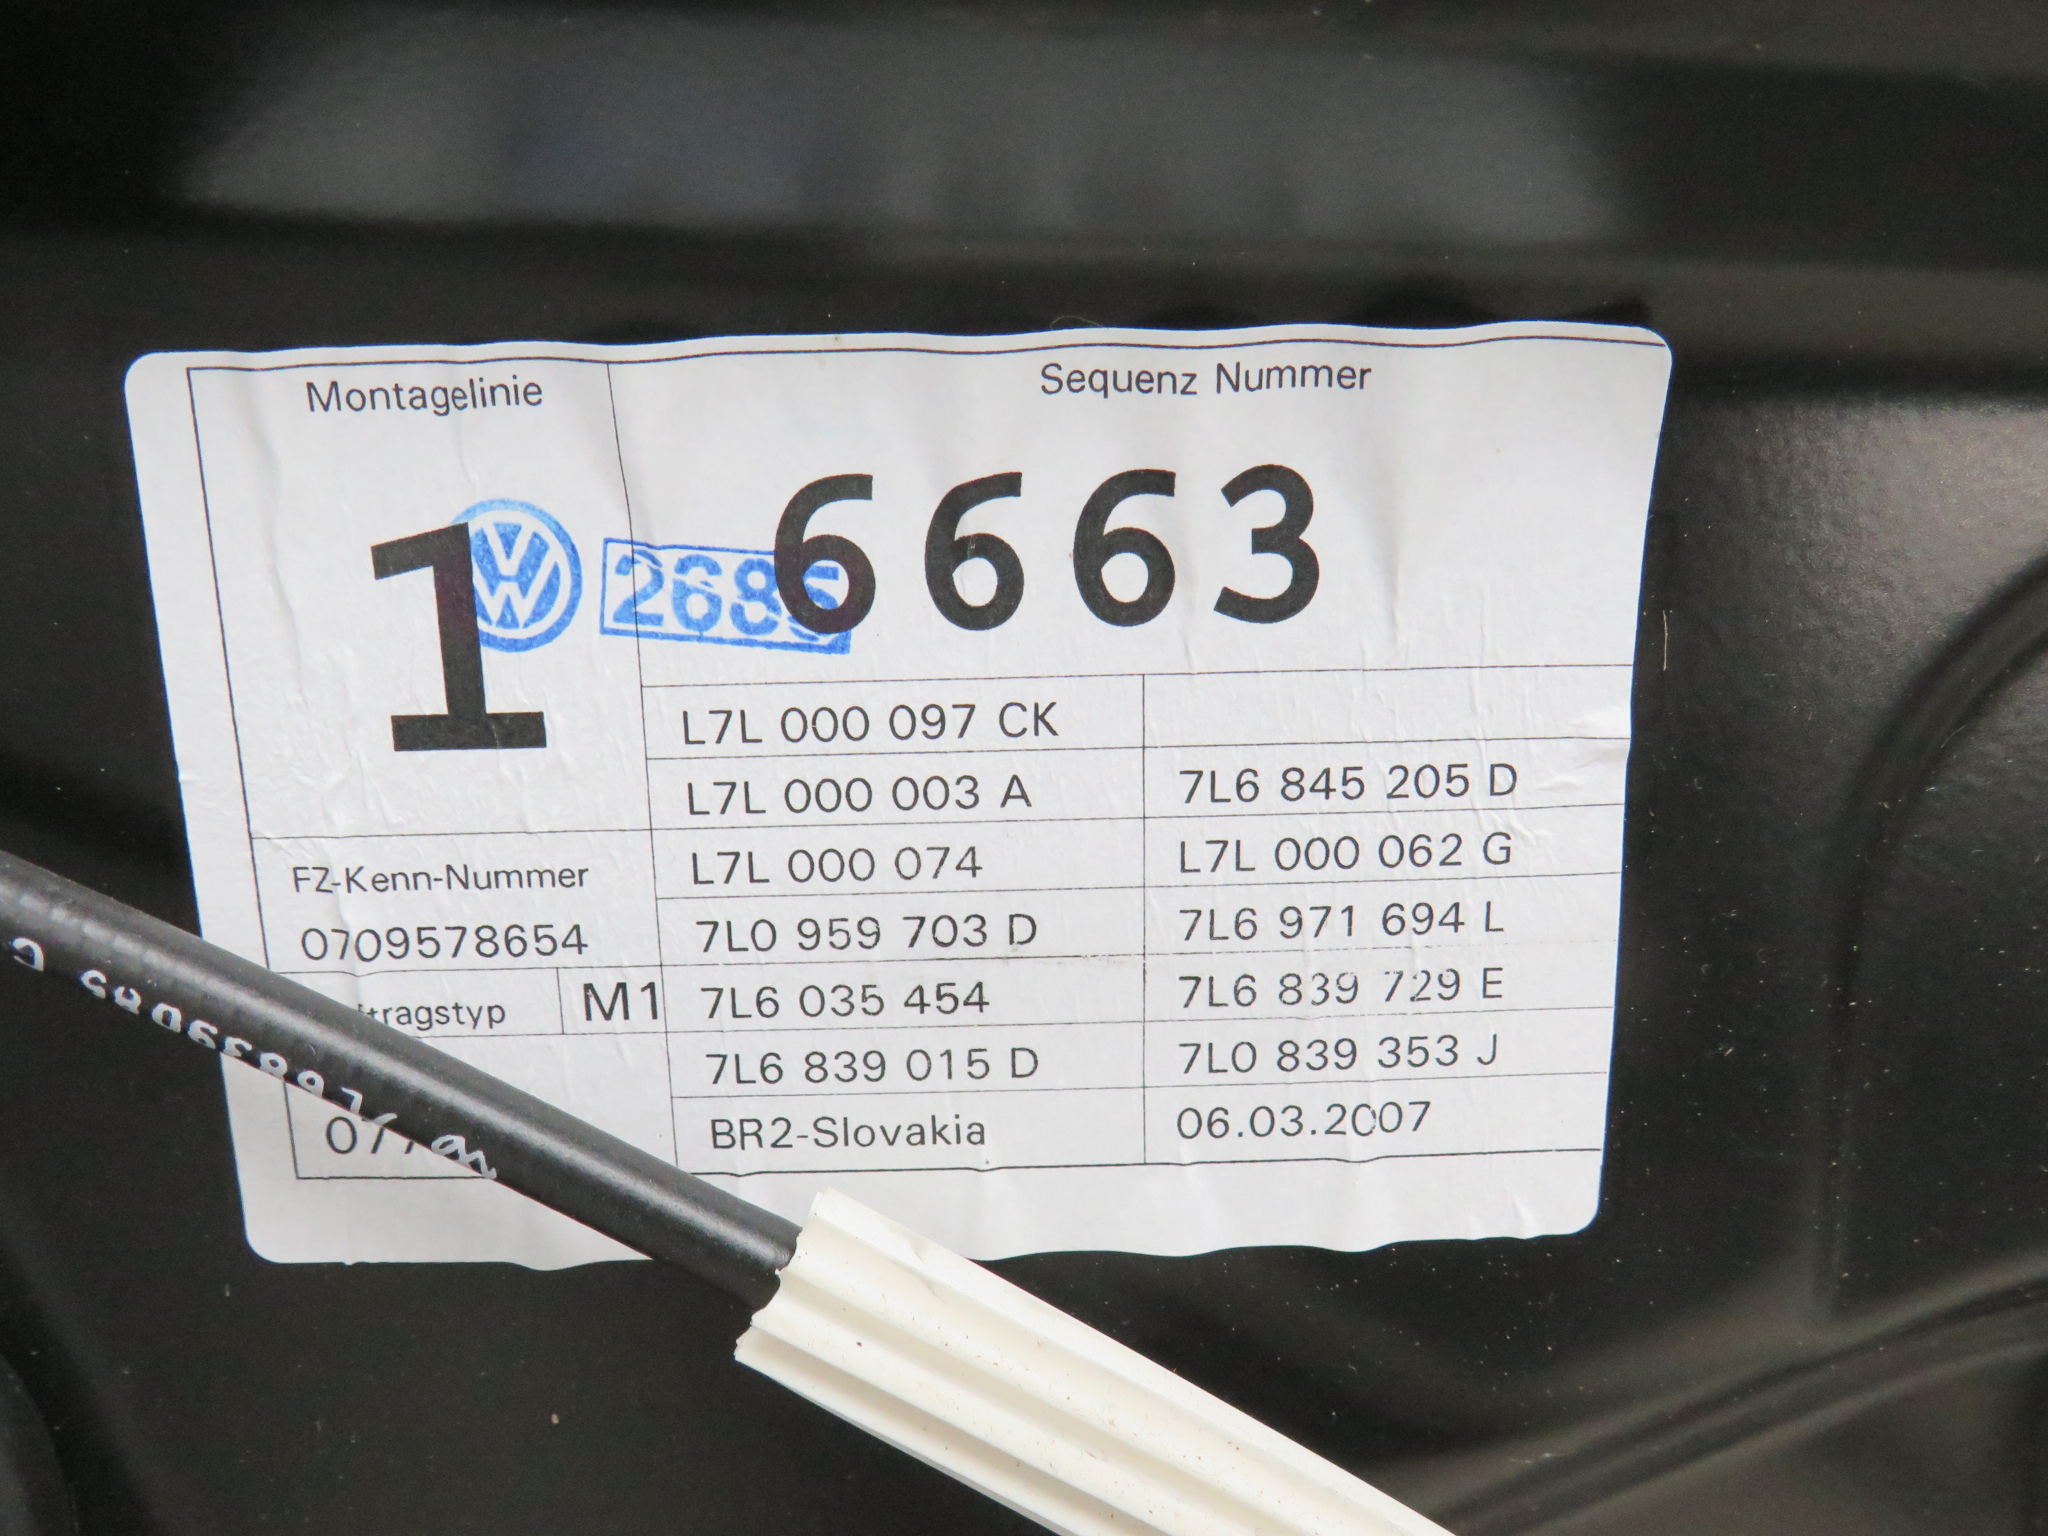 Montagelinie
Sequenz Nummer
1
6663
L7L 000 097 CK
L7L 000 003 A
7L6 845 205 D
FZ-Kenn-Nummer
L7L 000 074
L7L 000 062 G
0709578654
7L0 959 703 D
7L6 971 694 L
M1
7L6 035 454
7L6 839 729 E
7L6 839 015 D
7L0 839 353 J
BR2-Slovakia
06.03.2007